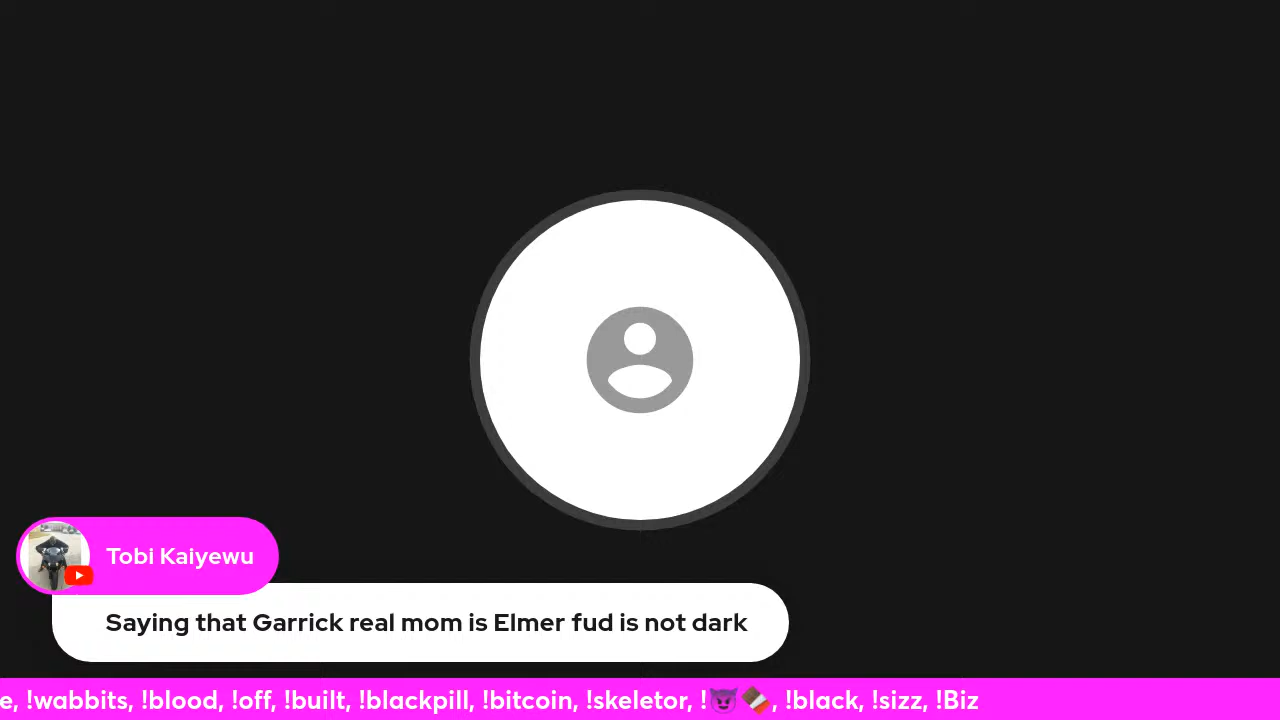 Tobi Kaiyewu
Saying that Garrick real mom is Elmer fud is not dark
e, !wabbits, !blood, !off, !built, !blackpill, !bitcoin, !skeletor, !😈🍫, !black, !sizz, !Biz